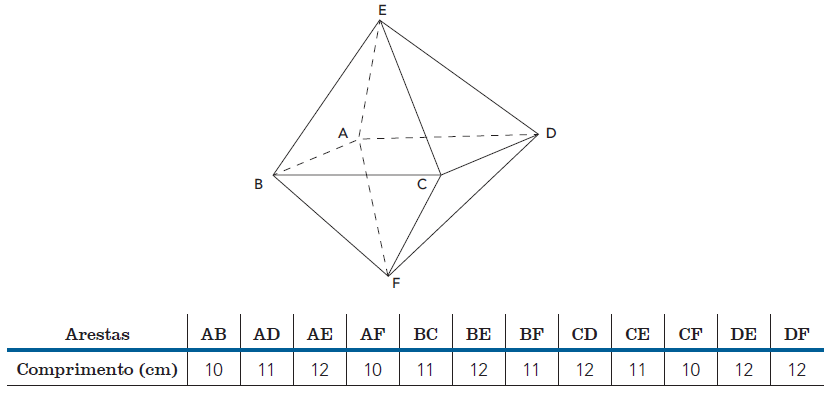 E
A
D
B
C
F
Arestas AB AD AE AF BC BE BF CD CE CF DE DF
Comprimento (cm) 10 11 12 10 11 12 11 12 11 10 12 12